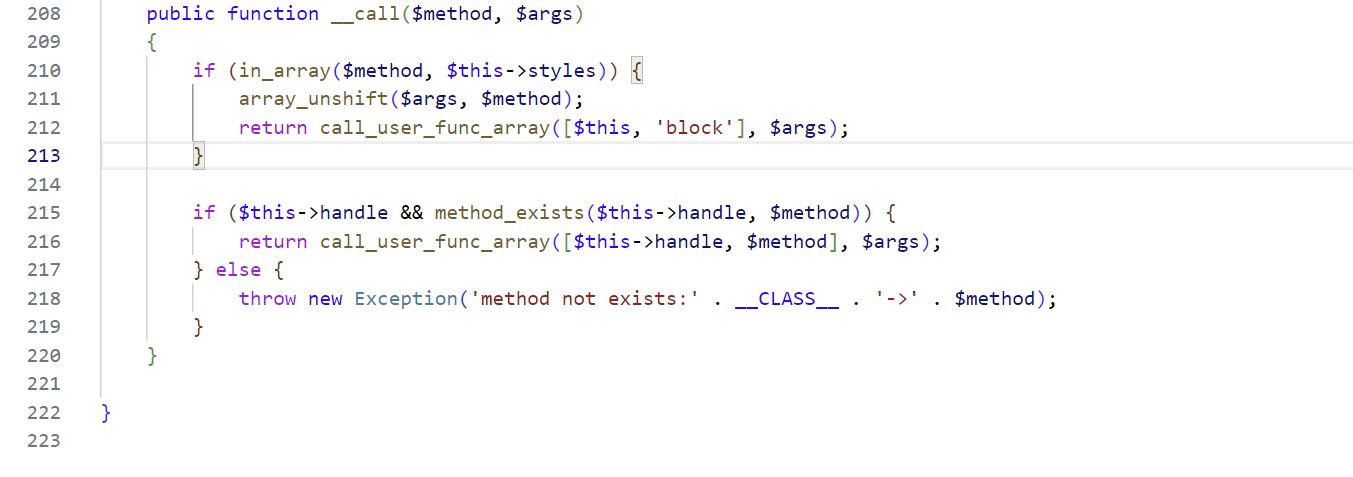 208 public function __call($method, $args)
209 {
210 if (in_array($method, $this->styles)) {
211 array_unshift($args, $method);
212 return call_user_func_array([$this, 'block'], $args);
213 }
214
215 if ($this->handle && method_exists($this->handle, $method)) {
216 return call_user_func_array([$this->handle, $method], $args);
217 } else {
218 throw new Exception('method not exists:' . __CLASS__ . '->' . $method);
219 }
220 }
221
222 }
223